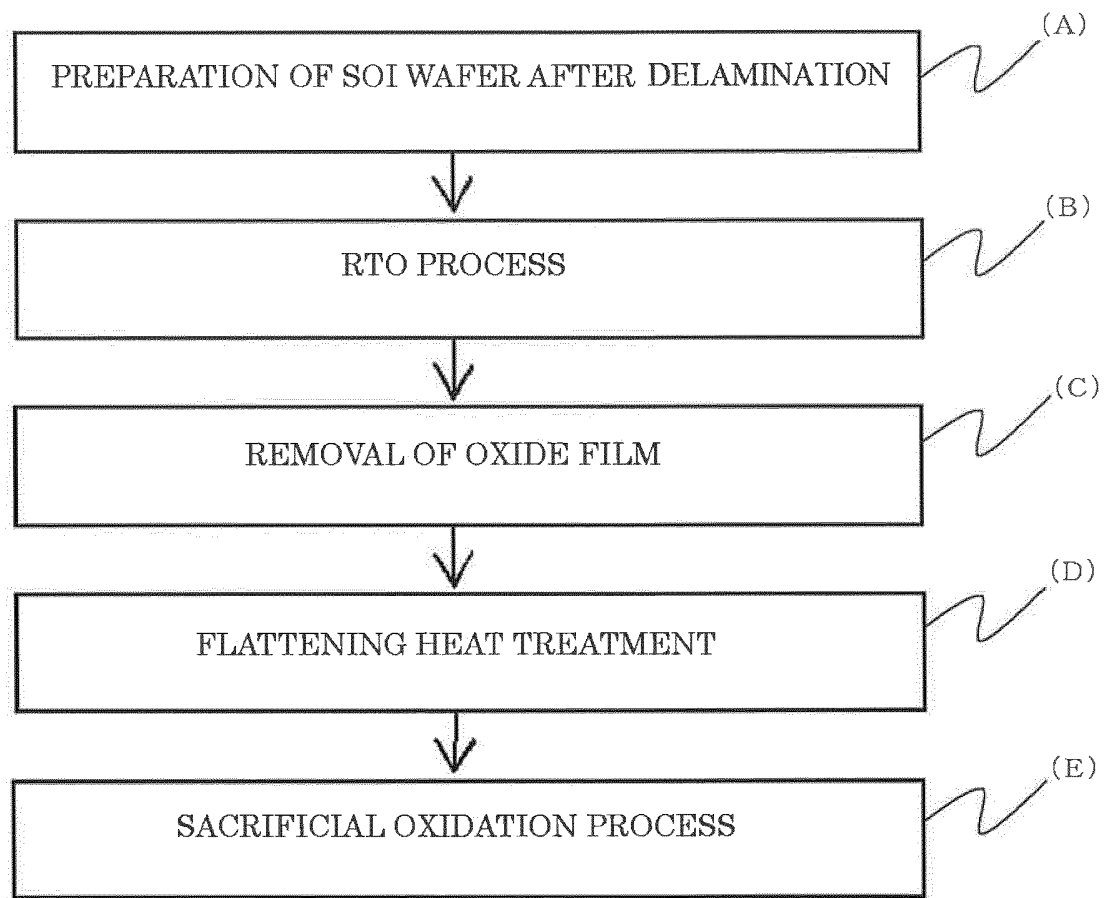 (A)
PREPARATION OF SOI WAFER AFTER DELAMINATION
(B)
RTO PROCESS
(C)
REMOVAL OF OXIDE FILM
(D)
FLATTENING HEAT TREATMENT
(E)
SACRIFICIAL OXIDATION PROCESS